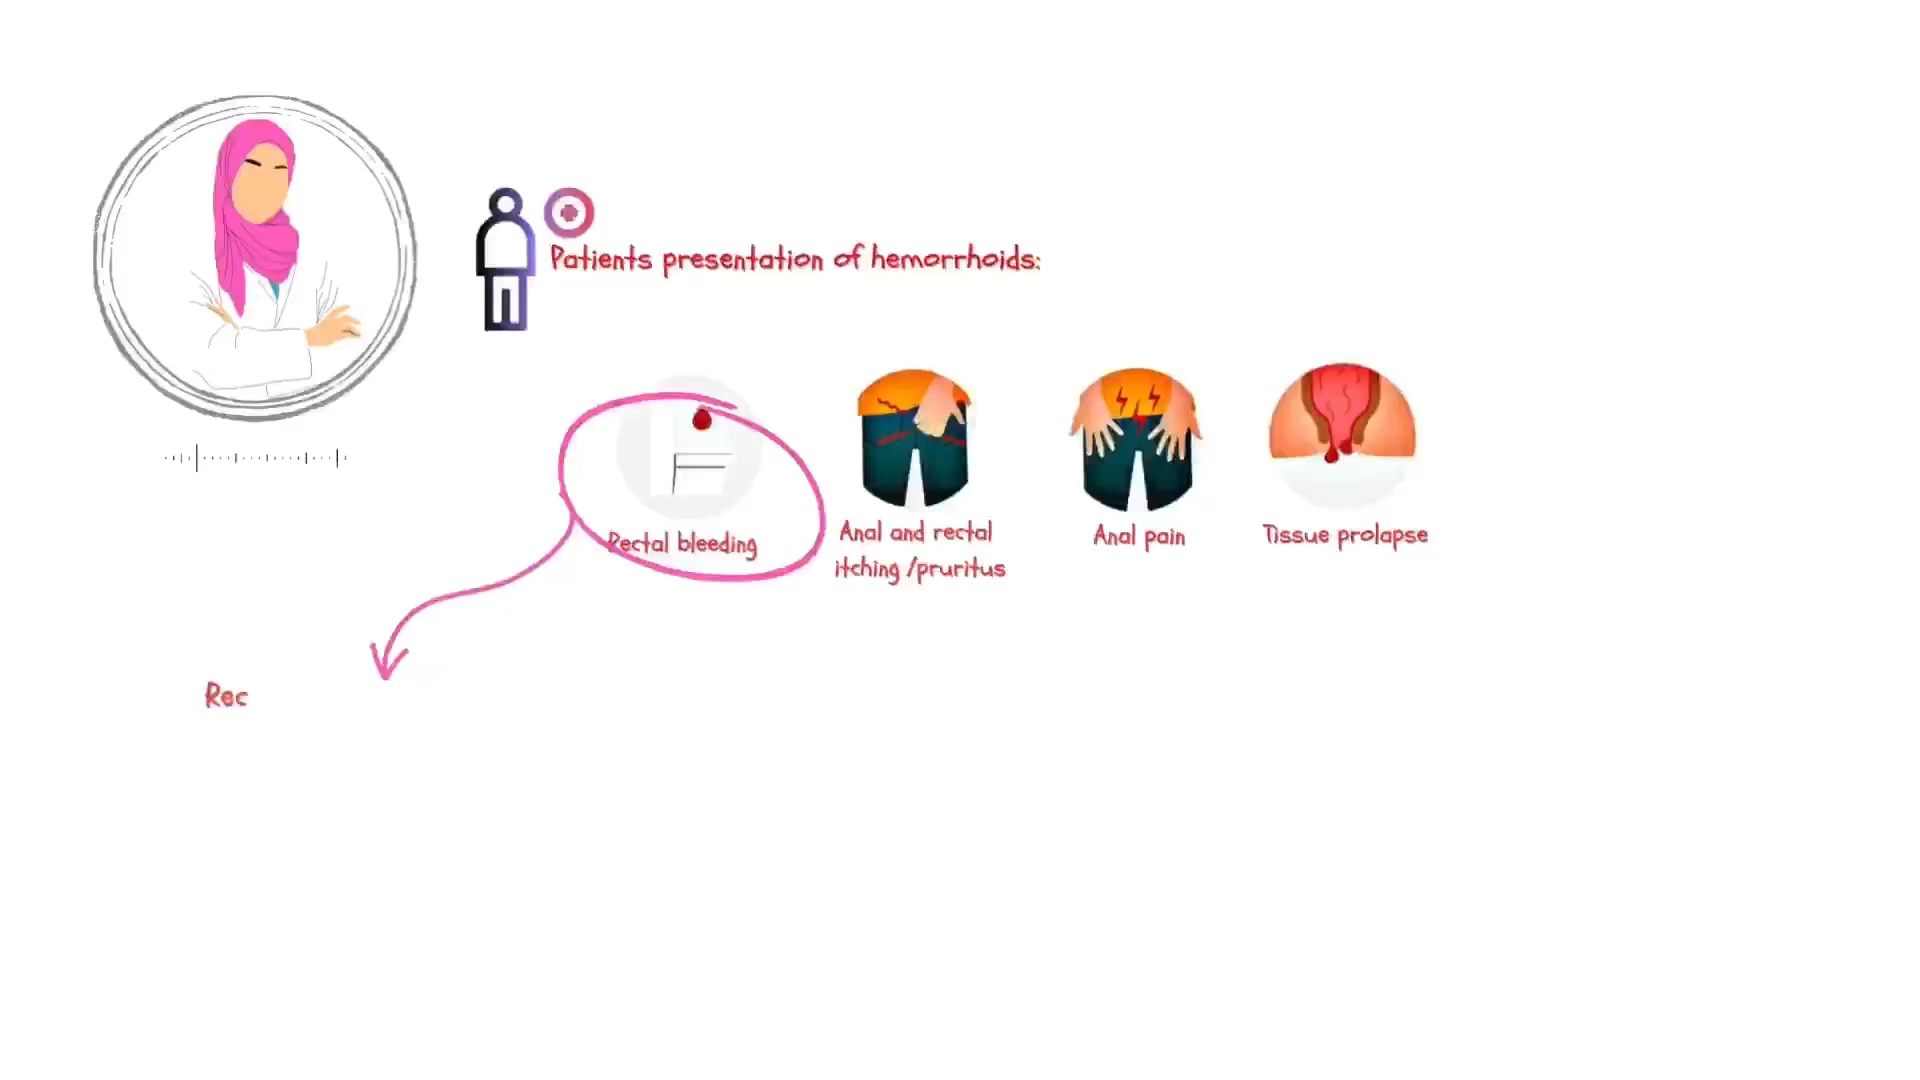 Patients presentation of hemorrhoids:
Rectal bleeding
Anal and rectal
itching /pruritus
Anal pain
Tissue prolapse
Rec